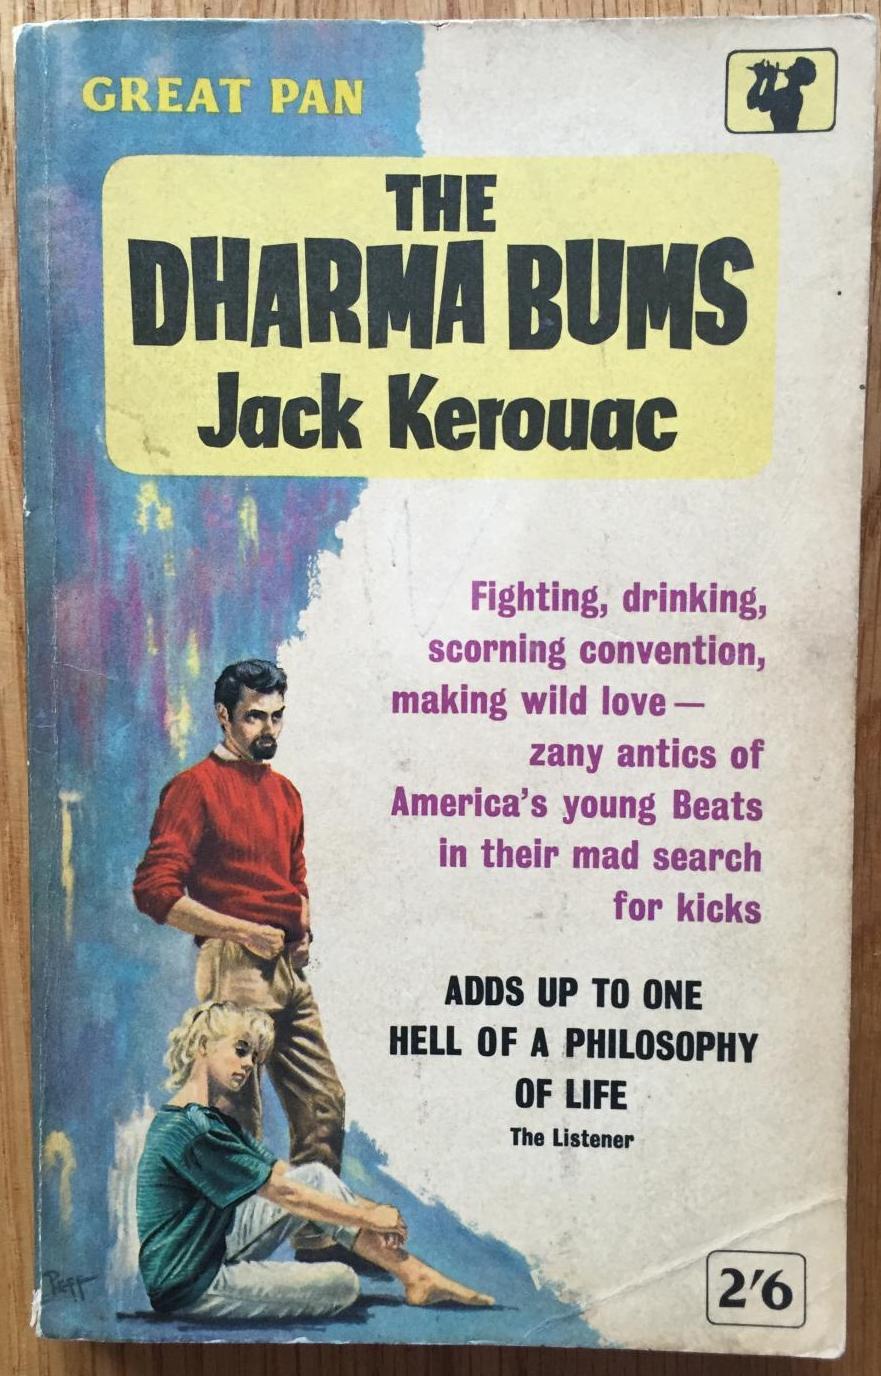 GREAT PAN
THE
DHARMA BUMS
Jack Kerouac
Fighting, drinking,
scorning convention,
making wild love —
zany antics of
America's young Beats
in their mad search
for kicks
ADDS UP TO ONE
HELL OF A PHILOSOPHY
OF LIFE
The Listener
2'6
Peff